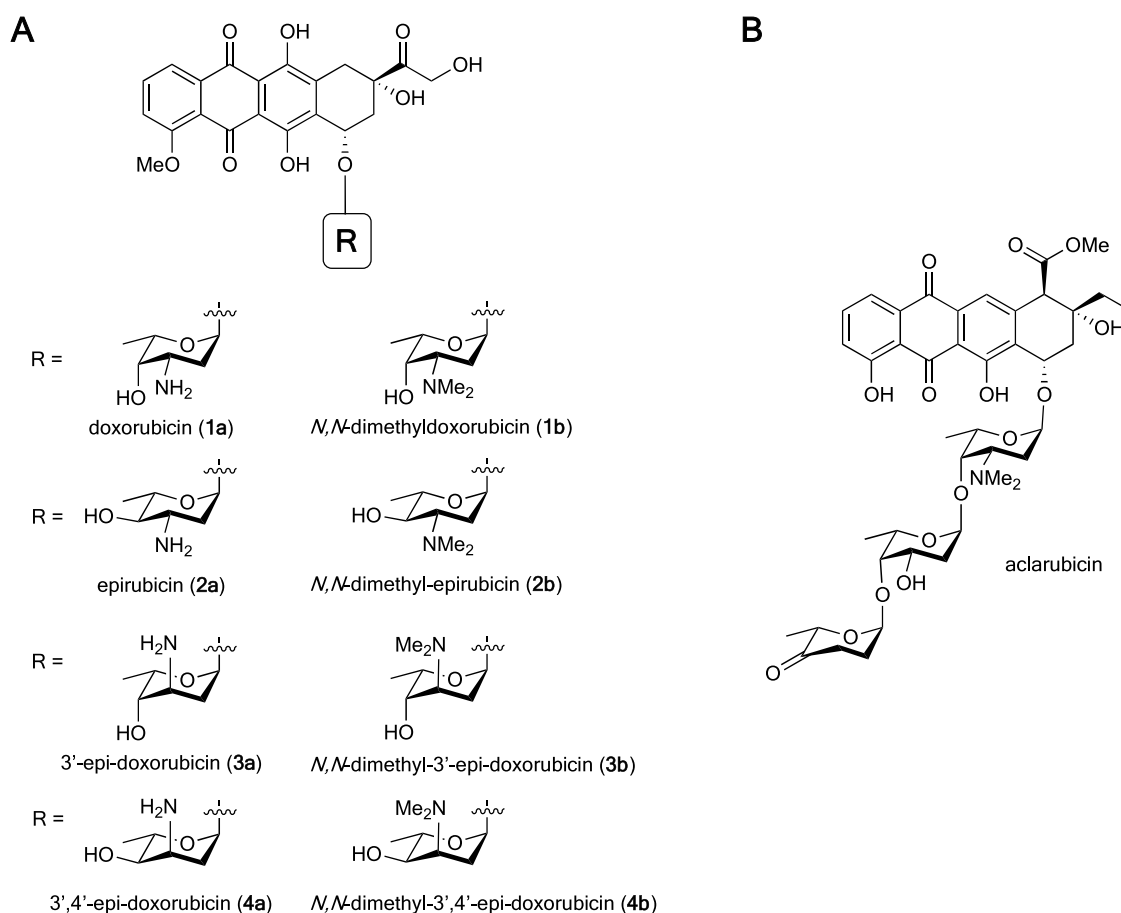 A
B
O
OH
O
OH
OH
MeO
O
OH
O
R
R =
O
HO
NH2
doxorubicin (1a)
O
HO
NMe2
N,N-dimethyldoxorubicin (1b)
R =
HO
O
NH2
epirubicin (2a)
HO
O
NMe2
N,N-dimethyl-epirubicin (2b)
R =
H2N
O
HO
3'-epi-doxorubicin (3a)
Me2N
O
HO
N,N-dimethyl-3'-epi-doxorubicin (3b)
R =
H2N
HO
O
3',4'-epi-doxorubicin (4a)
Me2N
HO
O
N,N-dimethyl-3',4'-epi-doxorubicin (4b)
O
OMe
O
OH
OH
O
OH
O
O
NMe2
O
O
OH
O
O
O
aclarubicin